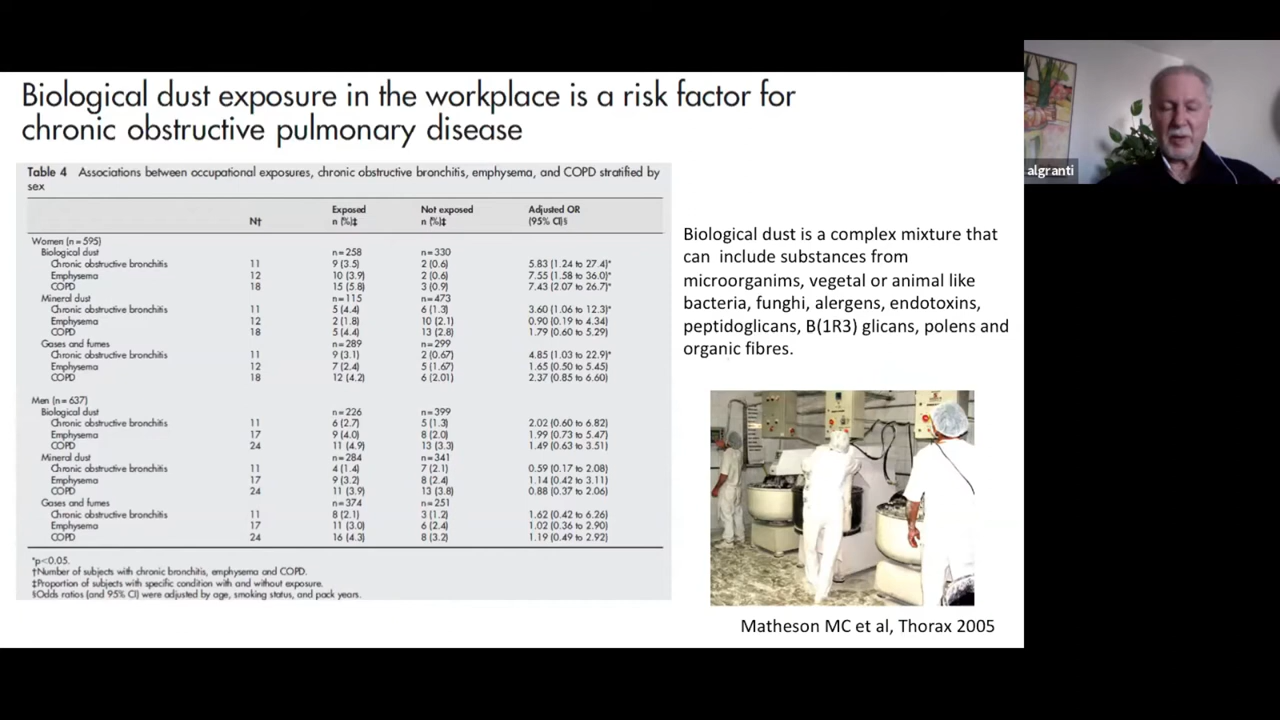 Biological dust exposure in the workplace is a risk factor for
chronic obstructive pulmonary disease
Table 4 Associations between occupational exposures, chronic obstructive bronchitis, emphysema, and COPD stratified by
sex
N† Exposed n (%)‡ Not exposed n (%)‡ Adjusted OR (95% CI)§
Women (n=595)
Biological dust n=258 n=330
Chronic obstructive bronchitis 11 9 (3.5) 2 (0.6) 5.83 (1.24 to 27.4)*
Emphysema 12 10 (3.9) 2 (0.6) 7.55 (1.58 to 36.0)*
COPD 18 15 (5.8) 3 (0.9) 7.43 (2.07 to 26.7)*
Mineral dust n=115 n=473
Chronic obstructive bronchitis 11 5 (4.4) 6 (1.3) 3.60 (1.06 to 12.3)*
Emphysema 12 2 (1.8) 10 (2.1) 0.90 (0.19 to 4.34)
COPD 18 5 (4.4) 13 (2.8) 1.79 (0.60 to 5.29)
Gases and fumes n=289 n=299
Chronic obstructive bronchitis 11 9 (3.1) 2 (0.67) 4.85 (1.03 to 22.9)*
Emphysema 12 7 (2.4) 5 (1.67) 1.65 (0.50 to 5.45)
COPD 18 12 (4.2) 6 (2.01) 2.37 (0.85 to 6.60)
Men (n=637)
Biological dust n=226 n=399
Chronic obstructive bronchitis 11 6 (2.7) 5 (1.3) 2.02 (0.60 to 6.82)
Emphysema 17 9 (4.0) 8 (2.0) 1.99 (0.73 to 5.47)
COPD 24 11 (4.9) 13 (3.3) 1.49 (0.63 to 3.51)
Mineral dust n=284 n=341
Chronic obstructive bronchitis 11 4 (1.4) 7 (2.1) 0.59 (0.17 to 2.08)
Emphysema 17 9 (3.2) 8 (2.4) 1.14 (0.42 to 3.11)
COPD 24 11 (3.9) 13 (3.8) 0.88 (0.37 to 2.06)
Gases and fumes n=374 n=251
Chronic obstructive bronchitis 11 8 (2.1) 3 (1.2) 1.62 (0.42 to 6.26)
Emphysema 17 11 (3.0) 6 (2.4) 1.02 (0.36 to 2.90)
COPD 24 16 (4.3) 8 (3.2) 1.19 (0.49 to 2.92)
*p<0.05.
†Number of subjects with chronic bronchitis, emphysema and COPD.
‡Proportion of subjects with specific condition with and without exposure.
§Odds ratios (and 95% CI) were adjusted by age, smoking status, and pack years.
Biological dust is a complex mixture that
can include substances from
microorganims, vegetal or animal like
bacteria, funghi, alergens, endotoxins,
peptidoglicans, B(1R3) glicans, polens and
organic fibres.
Matheson MC et al, Thorax 2005
algranti